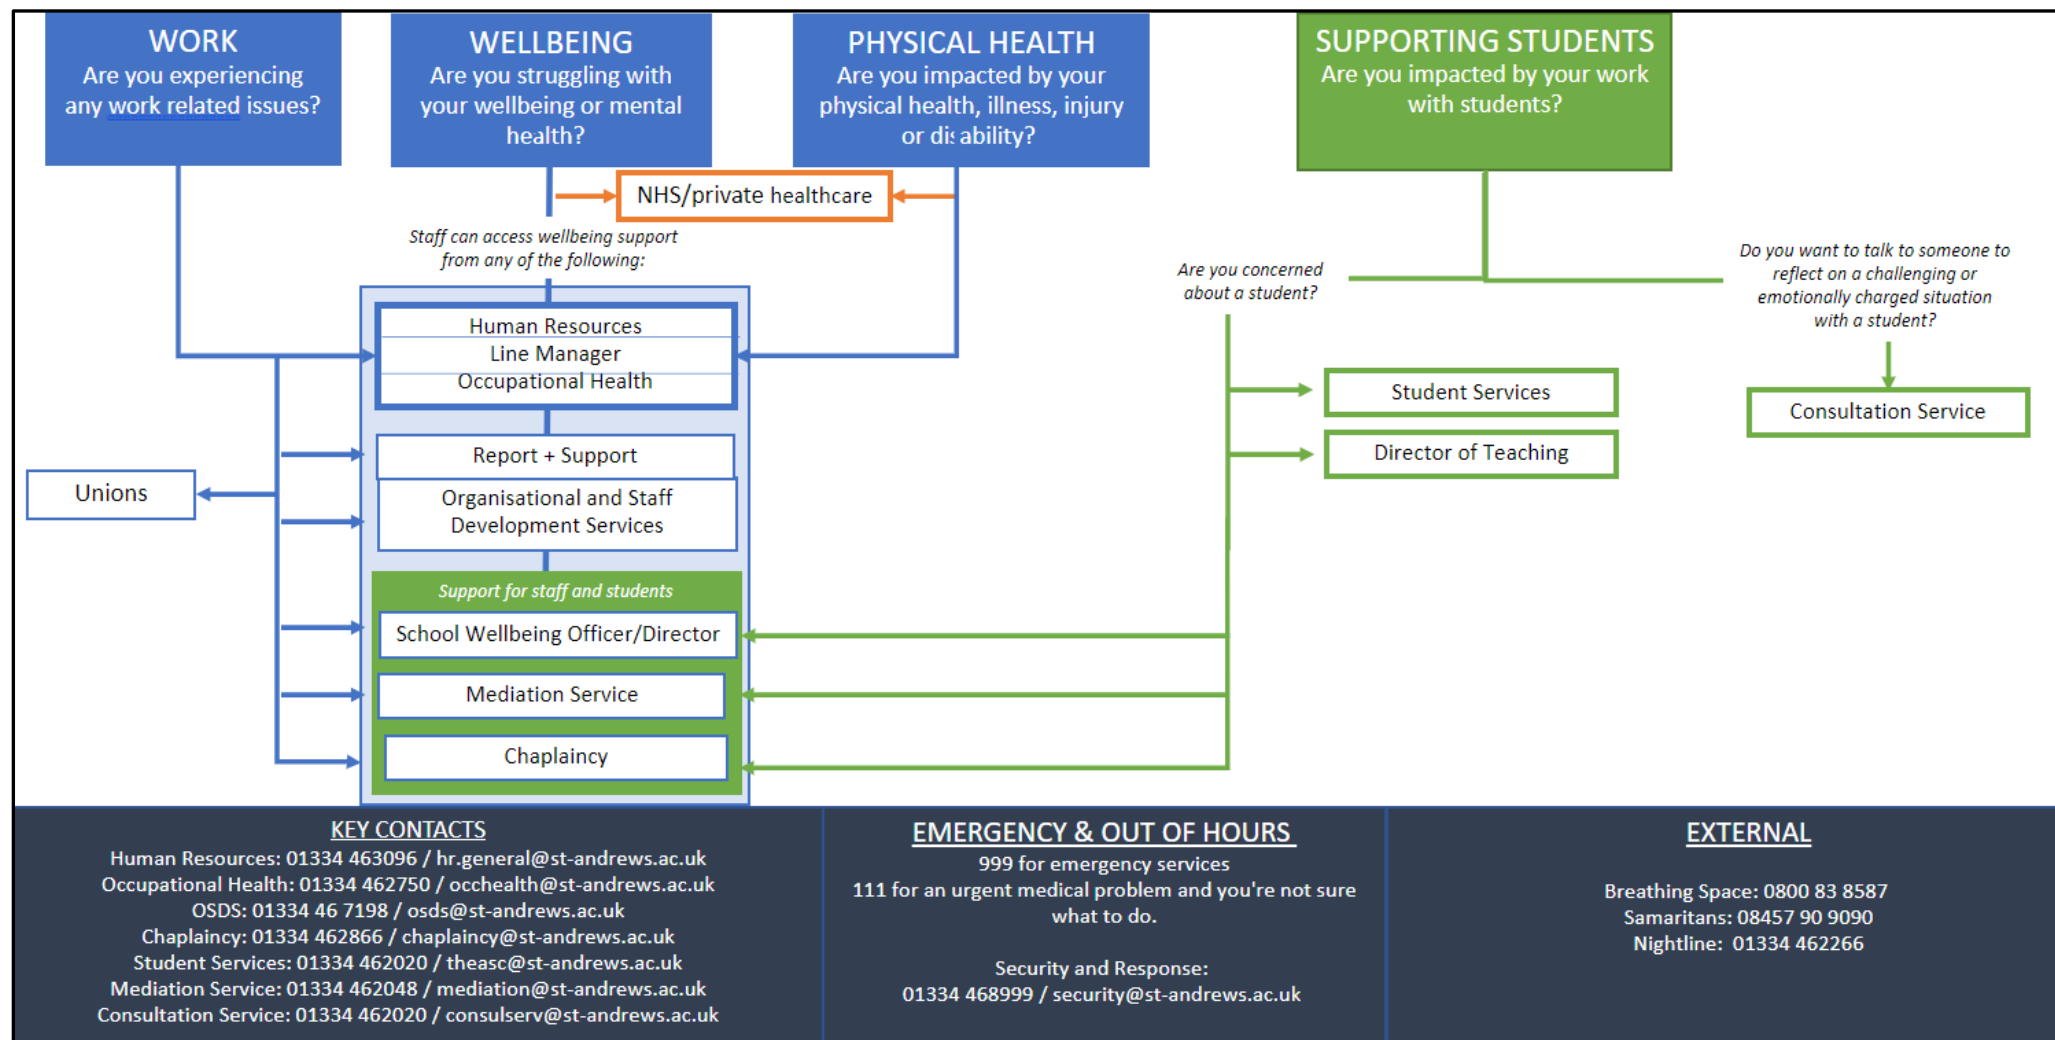 WORK
Are you experiencing
any work related issues?
WELLBEING
Are you struggling with
your wellbeing or mental
health?
PHYSICAL HEALTH
Are you impacted by your
physical health, illness, injury
or disability?
SUPPORTING STUDENTS
Are you impacted by your work
with students?
NHS/private healthcare
Staff can access wellbeing support
from any of the following:
Human Resources
Line Manager
Occupational Health
Report + Support
Organisational and Staff
Development Services
Unions
Support for staff and students
School Wellbeing Officer/Director
Mediation Service
Chaplaincy
Are you concerned
about a student?
Student Services
Director of Teaching
Do you want to talk to someone to
reflect on a challenging or
emotionally charged situation
with a student?
Consultation Service
KEY CONTACTS
Human Resources: 01334 463096 / hr.general@st-andrews.ac.uk
Occupational Health: 01334 462750 / occhealth@st-andrews.ac.uk
OSDS: 01334 46 7198 / osds@st-andrews.ac.uk
Chaplaincy: 01334 462866 / chaplaincy@st-andrews.ac.uk
Student Services: 01334 462020 / theasc@st-andrews.ac.uk
Mediation Service: 01334 462048 / mediation@st-andrews.ac.uk
Consultation Service: 01334 462020 / consulserv@st-andrews.ac.uk
EMERGENCY & OUT OF HOURS
999 for emergency services
111 for an urgent medical problem and you're not sure
what to do.
Security and Response:
01334 468999 / security@st-andrews.ac.uk
EXTERNAL
Breathing Space: 0800 83 8587
Samaritans: 08457 90 9090
Nightline: 01334 462266